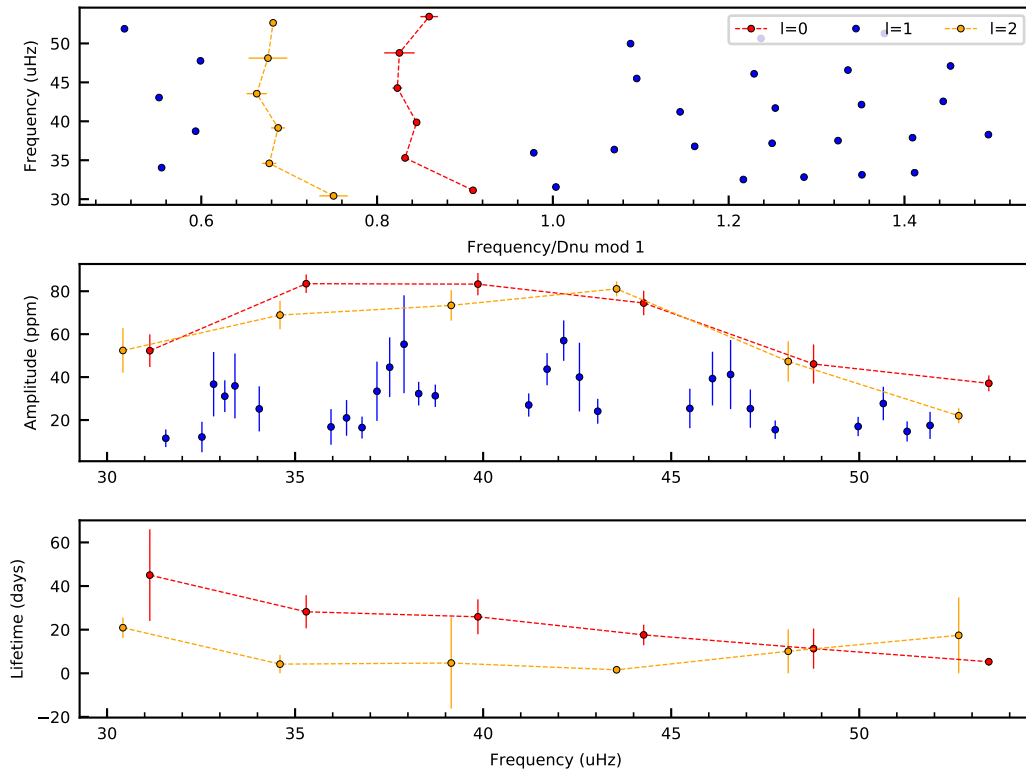 l=0 l=1 l=2
Frequency (uHz)
50
45
40
35
30
0.6 0.8 1.0 1.2 1.4
Frequency/Dnu mod 1
Amplitude (ppm)
80
60
40
20
30 35 40 45 50
Lifetime (days)
60
40
20
0
−20
30 35 40 45 50
Frequency (uHz)